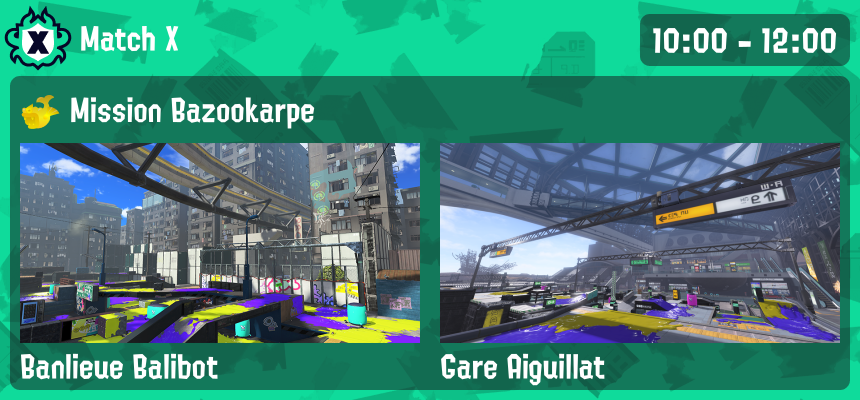 X
Match X
10:00 - 12:00
Mission Bazookarpe
Banlieue Balibot
Gare Aiguillat